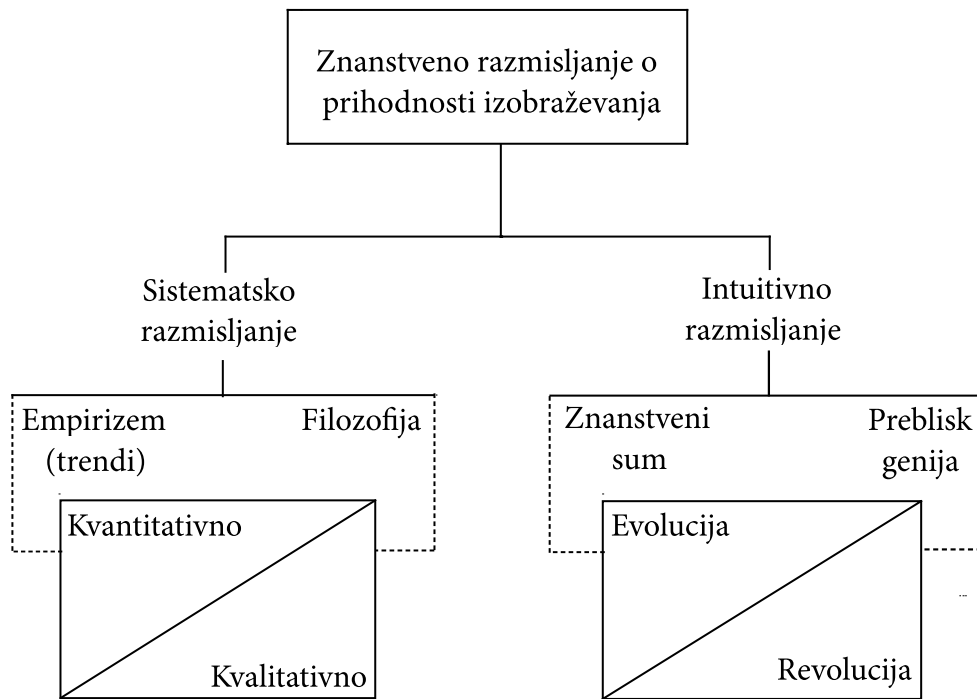 Znanstveno razmisljanje o
prihodnosti izobraževanja
Sistematsko
razmisljanje
Intuitivno
razmisljanje
Empirizem
(trendi)
Filozofija
Znanstveni
sum
Preblisk
genija
Kvantitativno
Kvalitativno
Evolucija
Revolucija